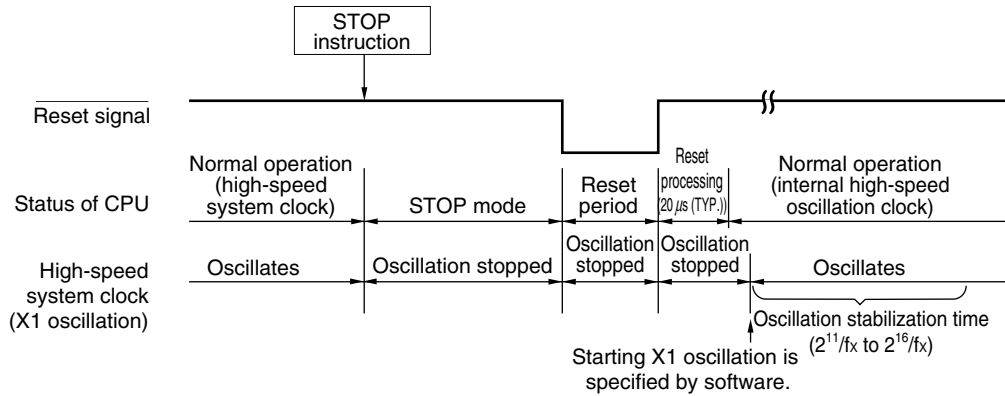 STOP
instruction
Reset signal
Status of CPU
Normal operation
(high-speed
system clock)
STOP mode
Reset
period
Reset
processing
(20 μs (TYP.))
Normal operation
(internal high-speed
oscillation clock)
High-speed
system clock
(X1 oscillation)
Oscillates
Oscillation stopped
Oscillation
stopped
Oscillation
stopped
Oscillates
Oscillation stabilization time
(2¹¹/fx to 2¹⁶/fx)
Starting X1 oscillation is
specified by software.